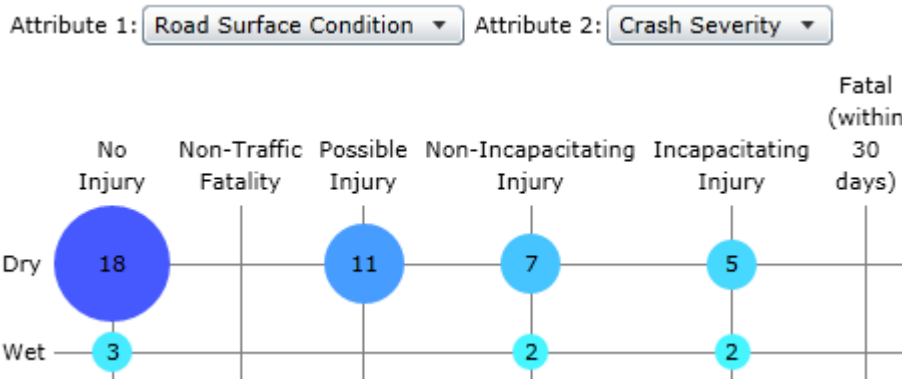 Attribute 1: Road Surface Condition Attribute 2: Crash Severity
Fatal
(within
No Non-Traffic Possible Non-Incapacitating Incapacitating 30
Injury Fatality Injury Injury Injury days)
Dry 18 11 7 5
Wet 3 2 2